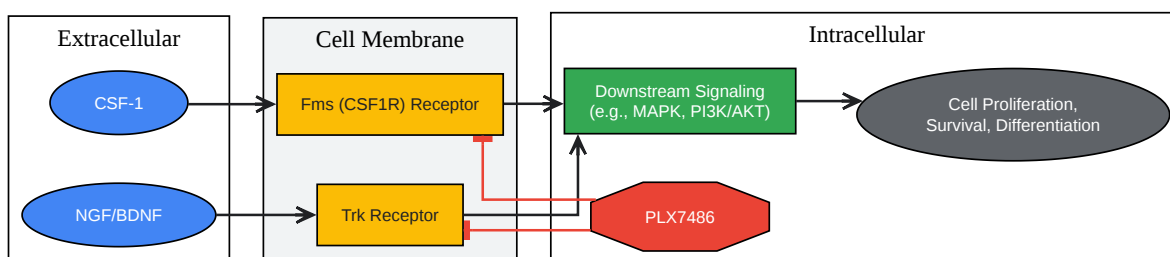 Extracellular
Cell Membrane
Intracellular
CSF-1
Fms (CSF1R) Receptor
Downstream Signaling
(e.g., MAPK, PI3K/AKT)
Cell Proliferation,
Survival, Differentiation
NGF/BDNF
Trk Receptor
PLX7486